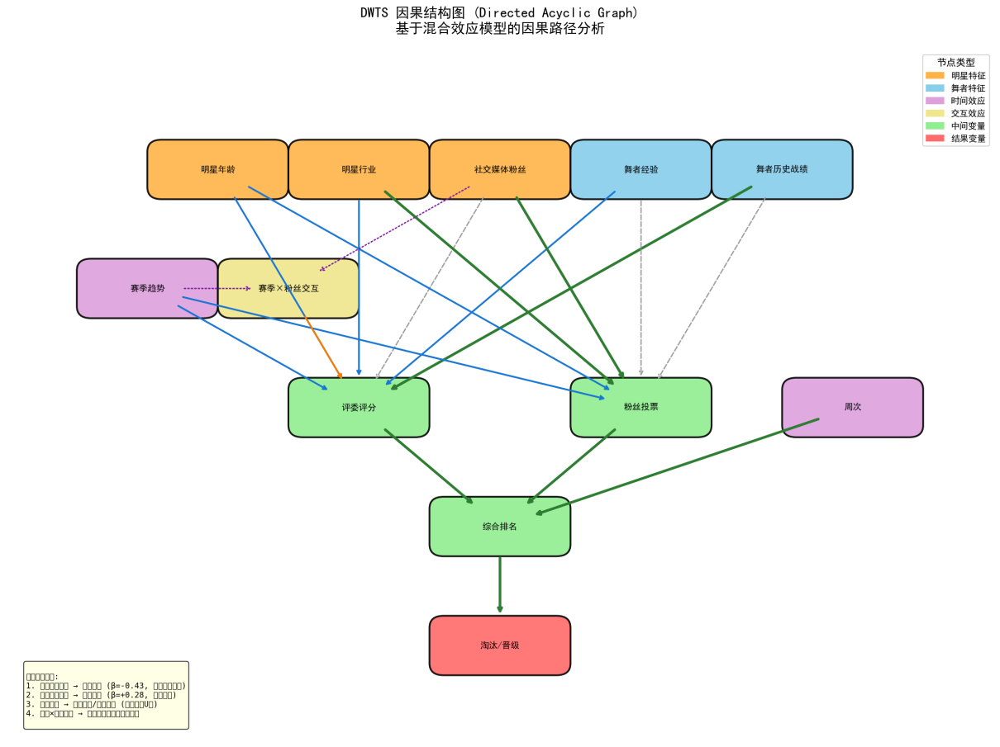 DWTS 因果结构图 (Directed Acyclic Graph)
基于混合效应模型的因果路径分析
节点类型
明星特征
舞者特征
时间效应
交互效应
中间变量
结果变量
明星年龄
明星行业
社交媒体粉丝
舞者经验
舞者历史战绩
赛季趋势
赛季×粉丝交互
评委评分
粉丝投票
周次
综合排名
淘汰/晋级
:
1. → (β=-0.43, )
2. → (β=+0.28, )
3. → / ( U )
4. × →